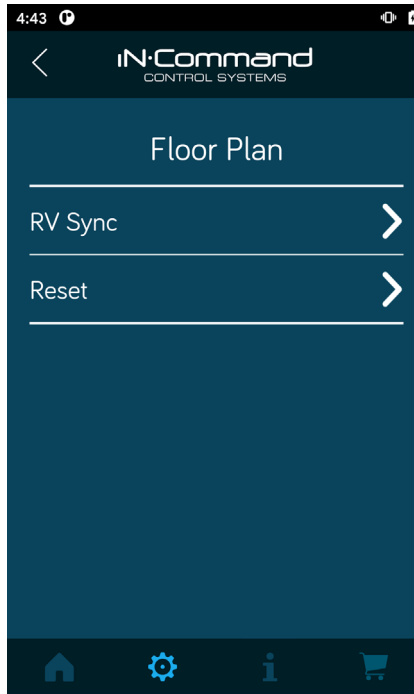 4:43
iN·Command
CONTROL SYSTEMS
Floor Plan
RV Sync
Reset